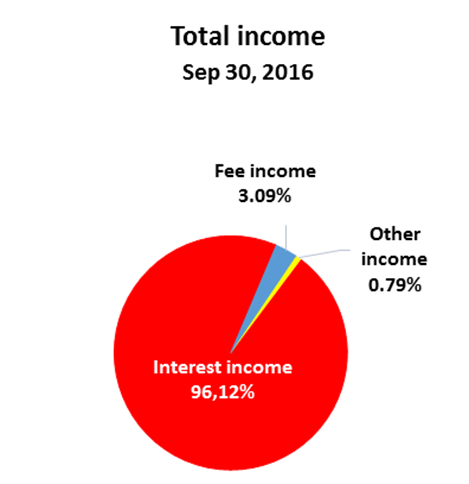 Total income
Sep 30, 2016
Fee income
3.09%
Other
income
0.79%
Interest income
96,12%